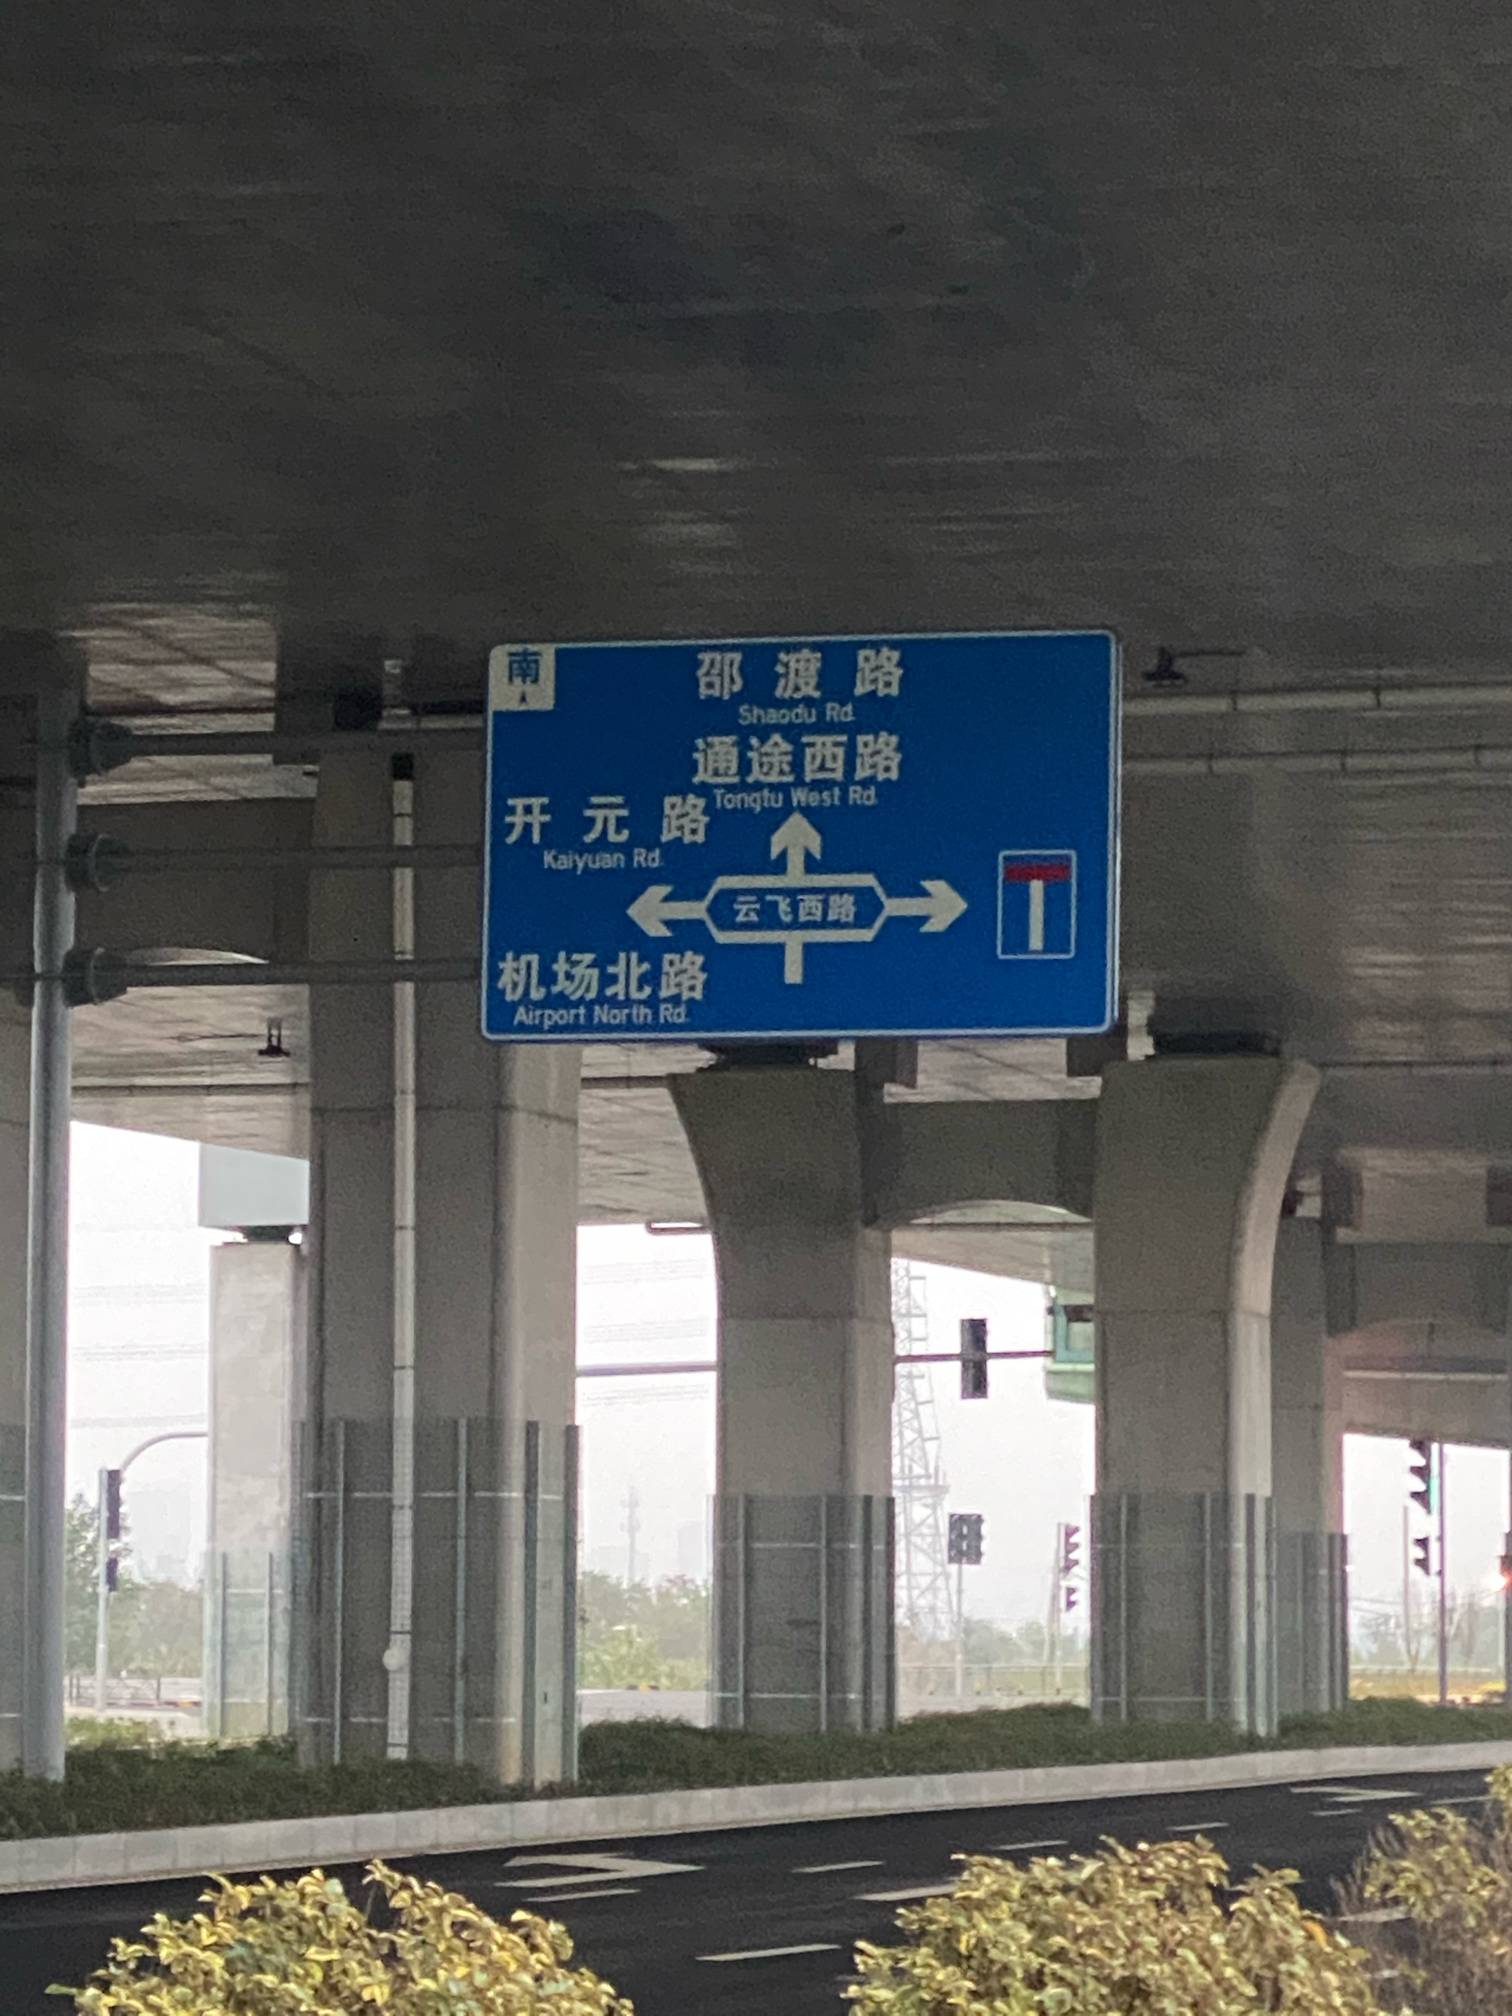 南
邵渡路
Shaodu Rd.
通途西路
Tongtu West Rd.
开元路
Kaiyuan Rd.
云飞西路
机场北路
Airport North Rd.